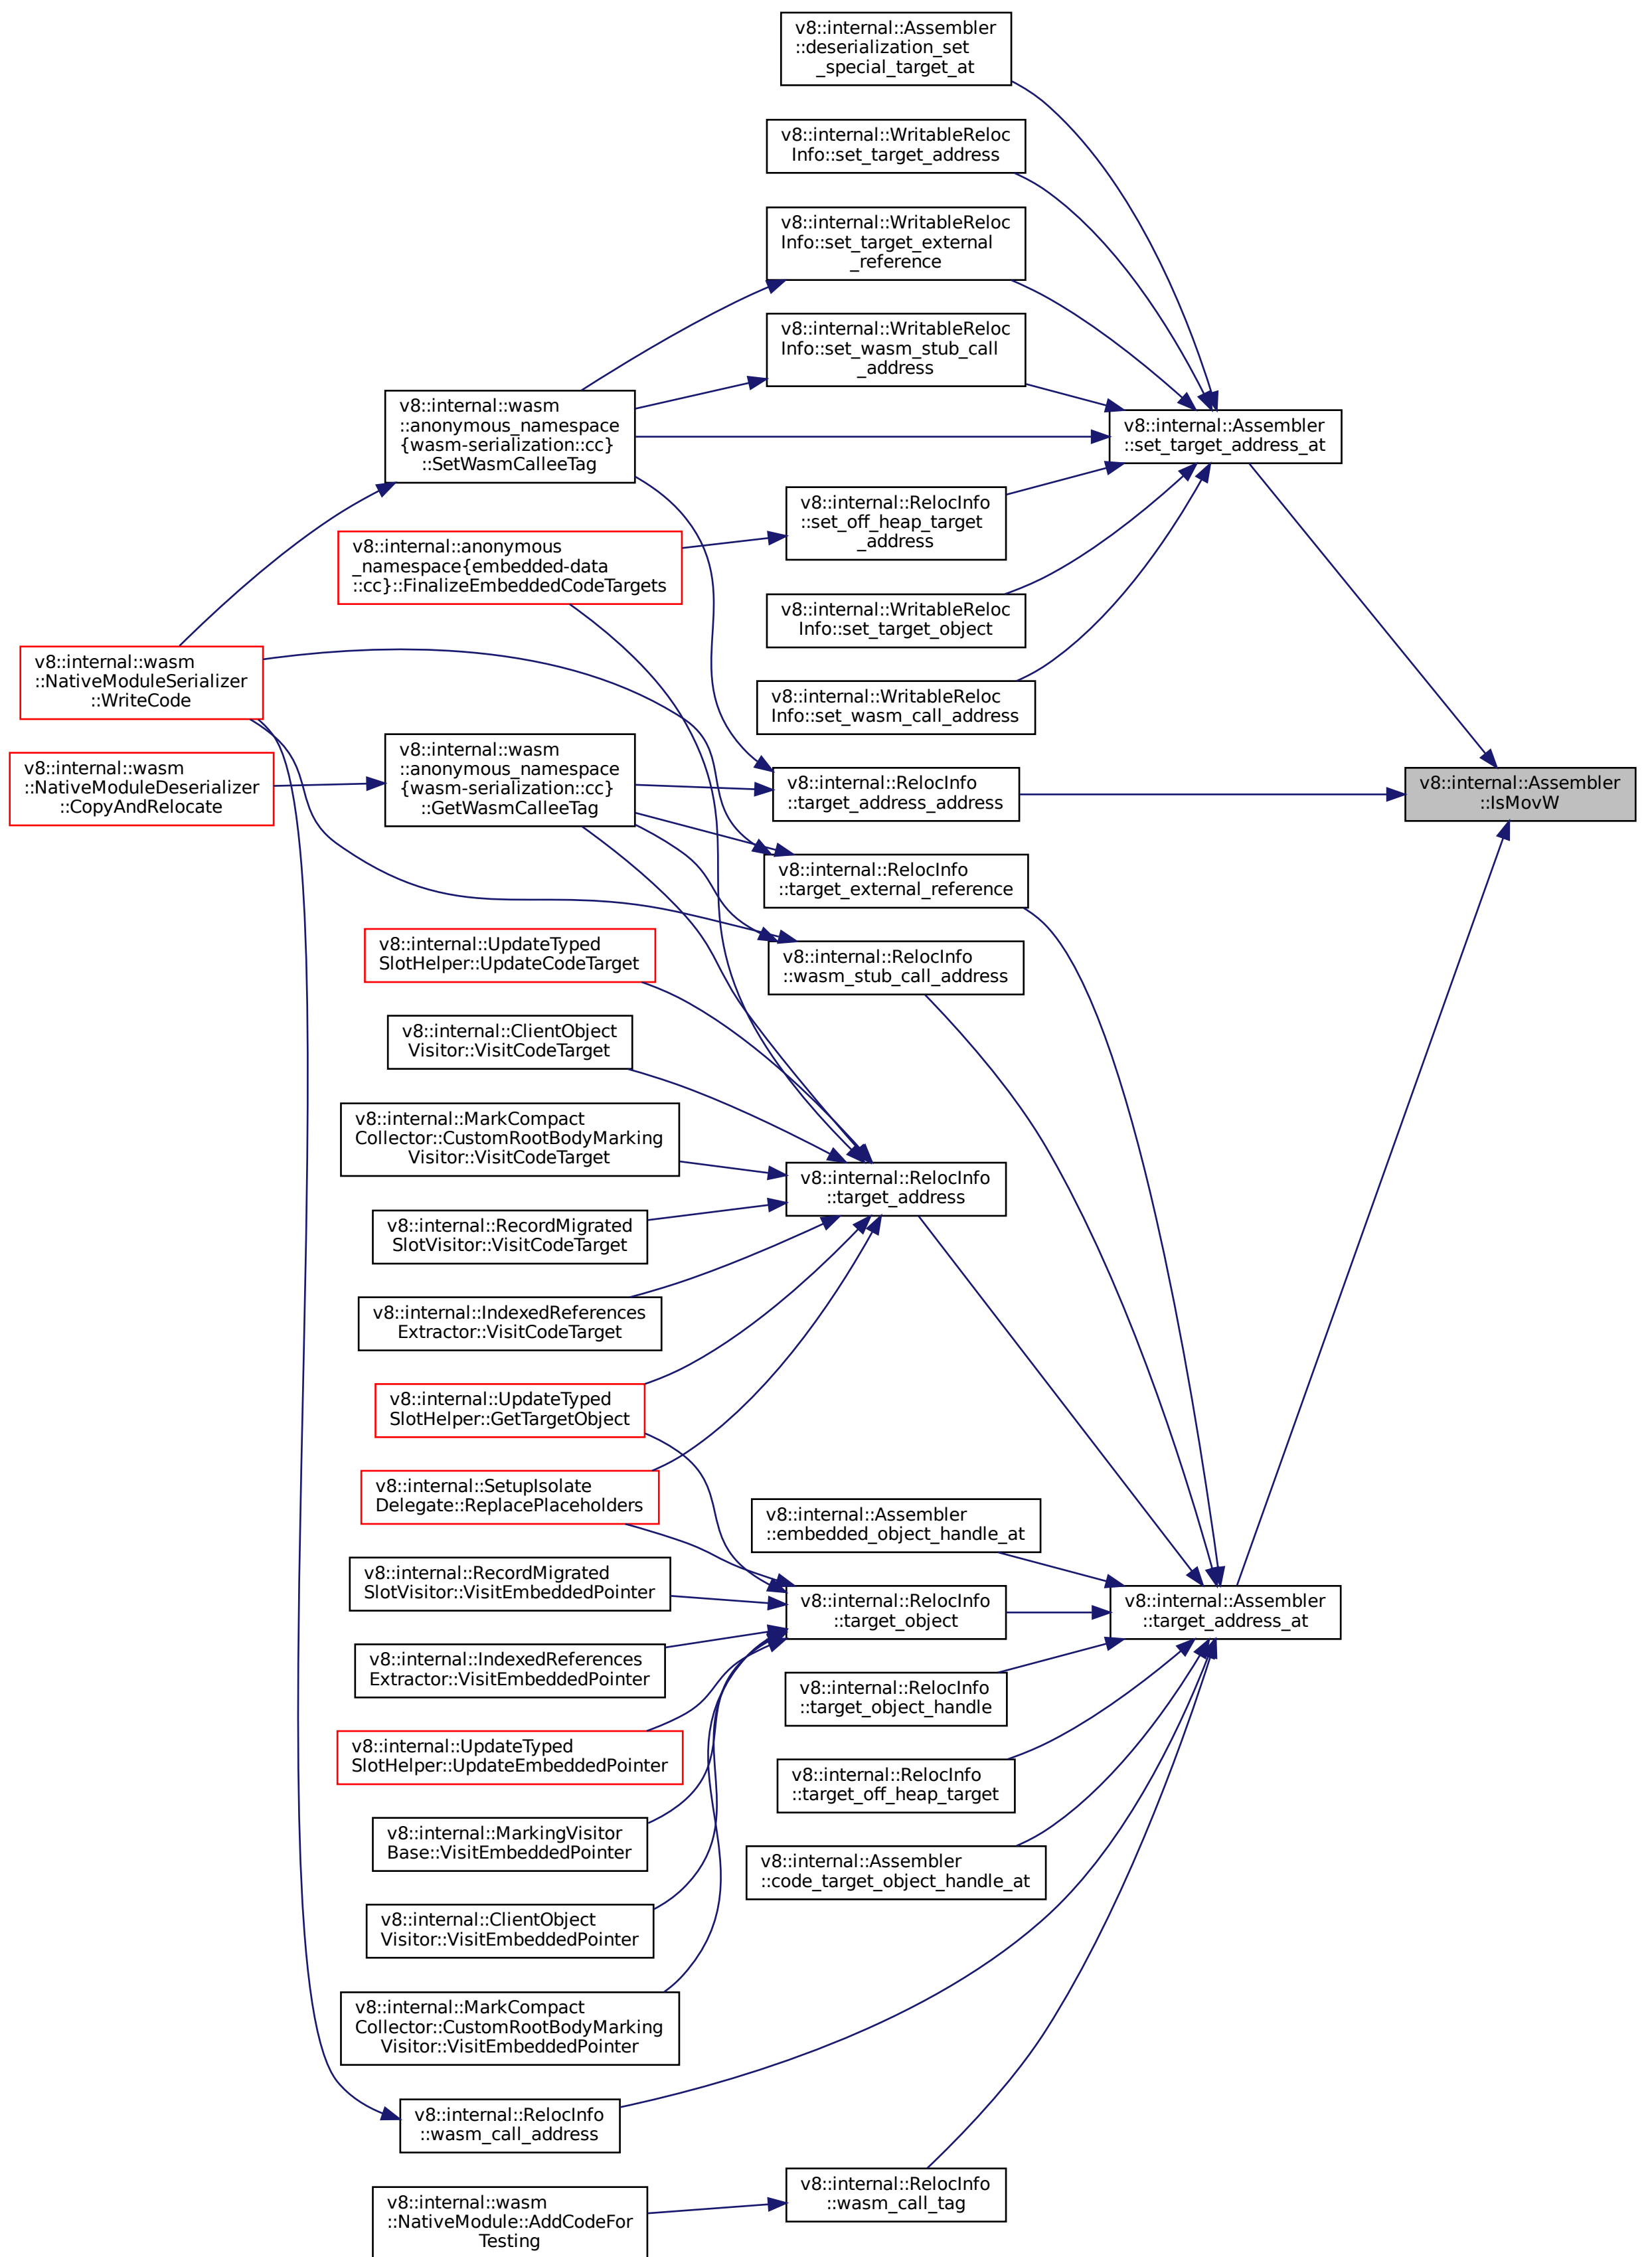 v8::internal::Assembler
::deserialization_set
_special_target_at
v8::internal::WritableReloc
Info::set_target_address
v8::internal::WritableReloc
Info::set_target_external
_reference
v8::internal::WritableReloc
Info::set_wasm_stub_call
_address
v8::internal::wasm
::anonymous_namespace
{wasm-serialization::cc}
::SetWasmCalleeTag
v8::internal::Assembler
::set_target_address_at
v8::internal::RelocInfo
::set_off_heap_target
_address
v8::internal::anonymous
_namespace{embedded-data
::cc}::FinalizeEmbeddedCodeTargets
v8::internal::WritableReloc
Info::set_target_object
v8::internal::wasm
::NativeModuleSerializer
::WriteCode
v8::internal::WritableReloc
Info::set_wasm_call_address
v8::internal::wasm
::NativeModuleDeserializer
::CopyAndRelocate
v8::internal::wasm
::anonymous_namespace
{wasm-serialization::cc}
::GetWasmCalleeTag
v8::internal::RelocInfo
::target_address_address
v8::internal::Assembler
::IsMovW
v8::internal::RelocInfo
::target_external_reference
v8::internal::UpdateTyped
SlotHelper::UpdateCodeTarget
v8::internal::RelocInfo
::wasm_stub_call_address
v8::internal::ClientObject
Visitor::VisitCodeTarget
v8::internal::MarkCompact
Collector::CustomRootBodyMarking
Visitor::VisitCodeTarget
v8::internal::RelocInfo
::target_address
v8::internal::RecordMigrated
SlotVisitor::VisitCodeTarget
v8::internal::IndexedReferences
Extractor::VisitCodeTarget
v8::internal::UpdateTyped
SlotHelper::GetTargetObject
v8::internal::SetupIsolate
Delegate::ReplacePlaceholders
v8::internal::Assembler
::embedded_object_handle_at
v8::internal::RecordMigrated
SlotVisitor::VisitEmbeddedPointer
v8::internal::RelocInfo
::target_object
v8::internal::Assembler
::target_address_at
v8::internal::IndexedReferences
Extractor::VisitEmbeddedPointer
v8::internal::RelocInfo
::target_object_handle
v8::internal::UpdateTyped
SlotHelper::UpdateEmbeddedPointer
v8::internal::RelocInfo
::target_off_heap_target
v8::internal::MarkingVisitor
Base::VisitEmbeddedPointer
v8::internal::Assembler
::code_target_object_handle_at
v8::internal::ClientObject
Visitor::VisitEmbeddedPointer
v8::internal::MarkCompact
Collector::CustomRootBodyMarking
Visitor::VisitEmbeddedPointer
v8::internal::RelocInfo
::wasm_call_address
v8::internal::RelocInfo
::wasm_call_tag
v8::internal::wasm
::NativeModule::AddCodeFor
Testing